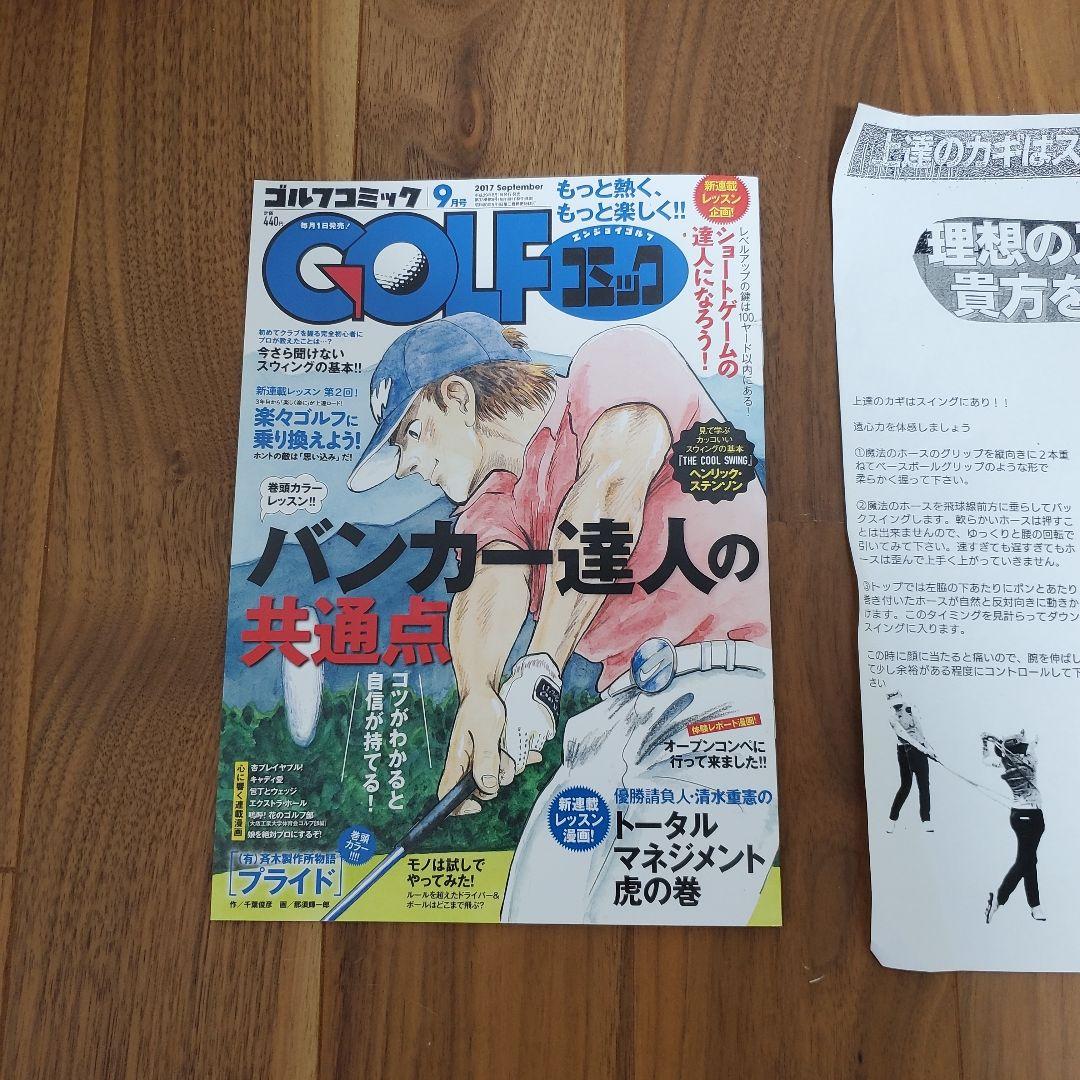 ゴルフコミック
9月号
2017 September
定価
440円
毎月1日発売!
GOLF
エンジョイゴルフ
コミック
もっと熱く、
もっと楽しく!!
新連載
レッスン
企画!
レベルアップの鍵は100ヤード以内にある!
ショートゲームの
達人になろう!
初めてクラブを握る完全初心者に
プロが教えたことは…?
今さら聞けない
スウィングの基本!!
新連載レッスン 第2回!
楽々ゴルフに
乗り換えよう!
ホントの敵は「思い込み」だ!
見て学ぶ
カッコいい
スウィングの基本
「THE COOL SWING」
ヘンリック・
ステンソン
巻頭カラー
レッスン!!
バンカー達人の
共通点
コツがわかると
自信が持てる!
体験レポート漫画!
オープンコンペに
行って来ました!!
心に響く連載漫画
杏プレイヤブル!
キャディ愛
包丁とウェッジ
エクストラ・ホール
嗚呼!花のゴルフ部
娘を絶対プロにするぞ!
新連載
レッスン
漫画!
優勝請負人・清水重憲の
トータル
マネジメント
虎の巻
巻頭
カラー
!!!!
(有)斉木製作所物語
[プライド]
作/千葉俊彦 画/那須輝一郎
モノは試しで
やってみた!
ルールを超えたドライバー&
ボールはどこまで飛ぶ?
上達のカギはス
理想の
貴方を
上達のカギはスイングにあり!!
遠心力を体感しましょう
①魔法のホースのグリップを縦向きに2本重
ねてベースボールグリップのような形で
柔らかく握って下さい。
②魔法のホースを飛球線前方に垂らしてバッ
クスイングします。軟らかいホースは押すこ
とは出来ませんので、ゆっくりと腰の回転で
引いてみて下さい。速すぎても遅すぎてもホ
ースは歪んで上手く上がっていきません。
③トップでは左脇の下あたりにポンとあたり
巻き付いたホースが自然と反対向きに動きか
けます。このタイミングを見計らってダウン
スイングに入ります。
この時に顔に当たると痛いので、腕を伸ばし
て少し余裕がある程度にコントロールして下
さい